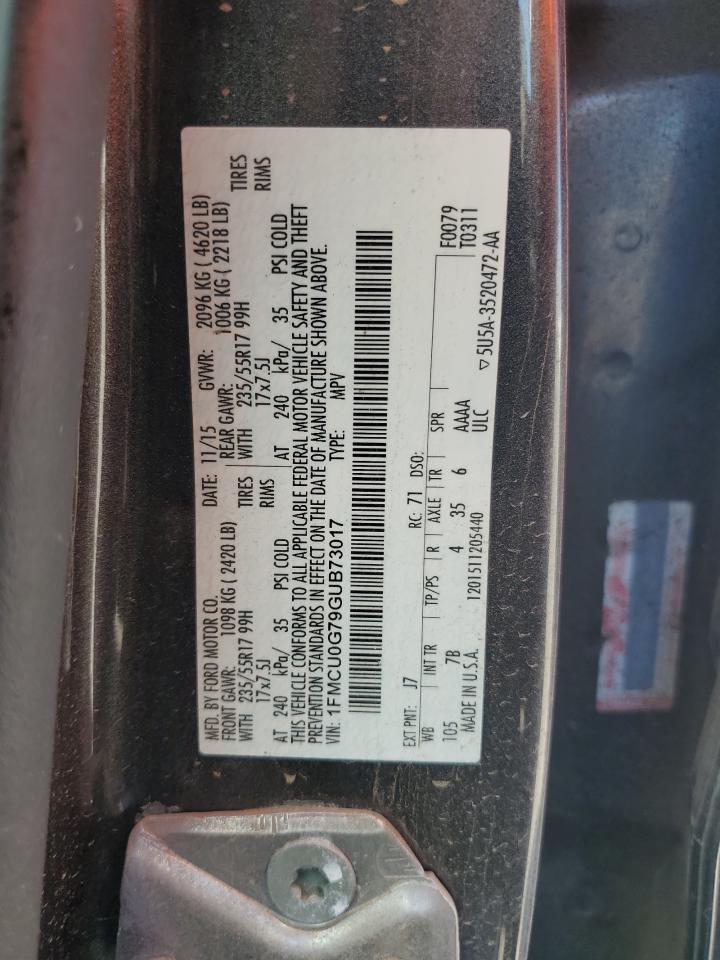 MFD. BY FORD MOTOR CO.
DATE: 11/15 GVWR: 2096 KG ( 4620 LB)
FRONT GAWR: 1098 KG ( 2420 LB) REAR GAWR: 1006 KG ( 2218 LB)
WITH 235/55R17 99H TIRES WITH 235/55R17 99H TIRES
17x7.5J RIMS 17x7.5J RIMS
AT 240 kPa/ 35 PSI COLD AT 240 kPa/ 35 PSI COLD
THIS VEHICLE CONFORMS TO ALL APPLICABLE FEDERAL MOTOR VEHICLE SAFETY AND THEFT
PREVENTION STANDARDS IN EFFECT ON THE DATE OF MANUFACTURE SHOWN ABOVE.
VIN: 1FMCU0G79GUB73017 TYPE: MPV
F0079
EXT PNT: J7 RC: 71 DSO: T0311
WB INT TR TP/PS R AXLE TR SPR
105 7B 4 35 6 AAAA
MADE IN U.S.A. 1201511205440 ULC
▽5U5A-3520472-AA